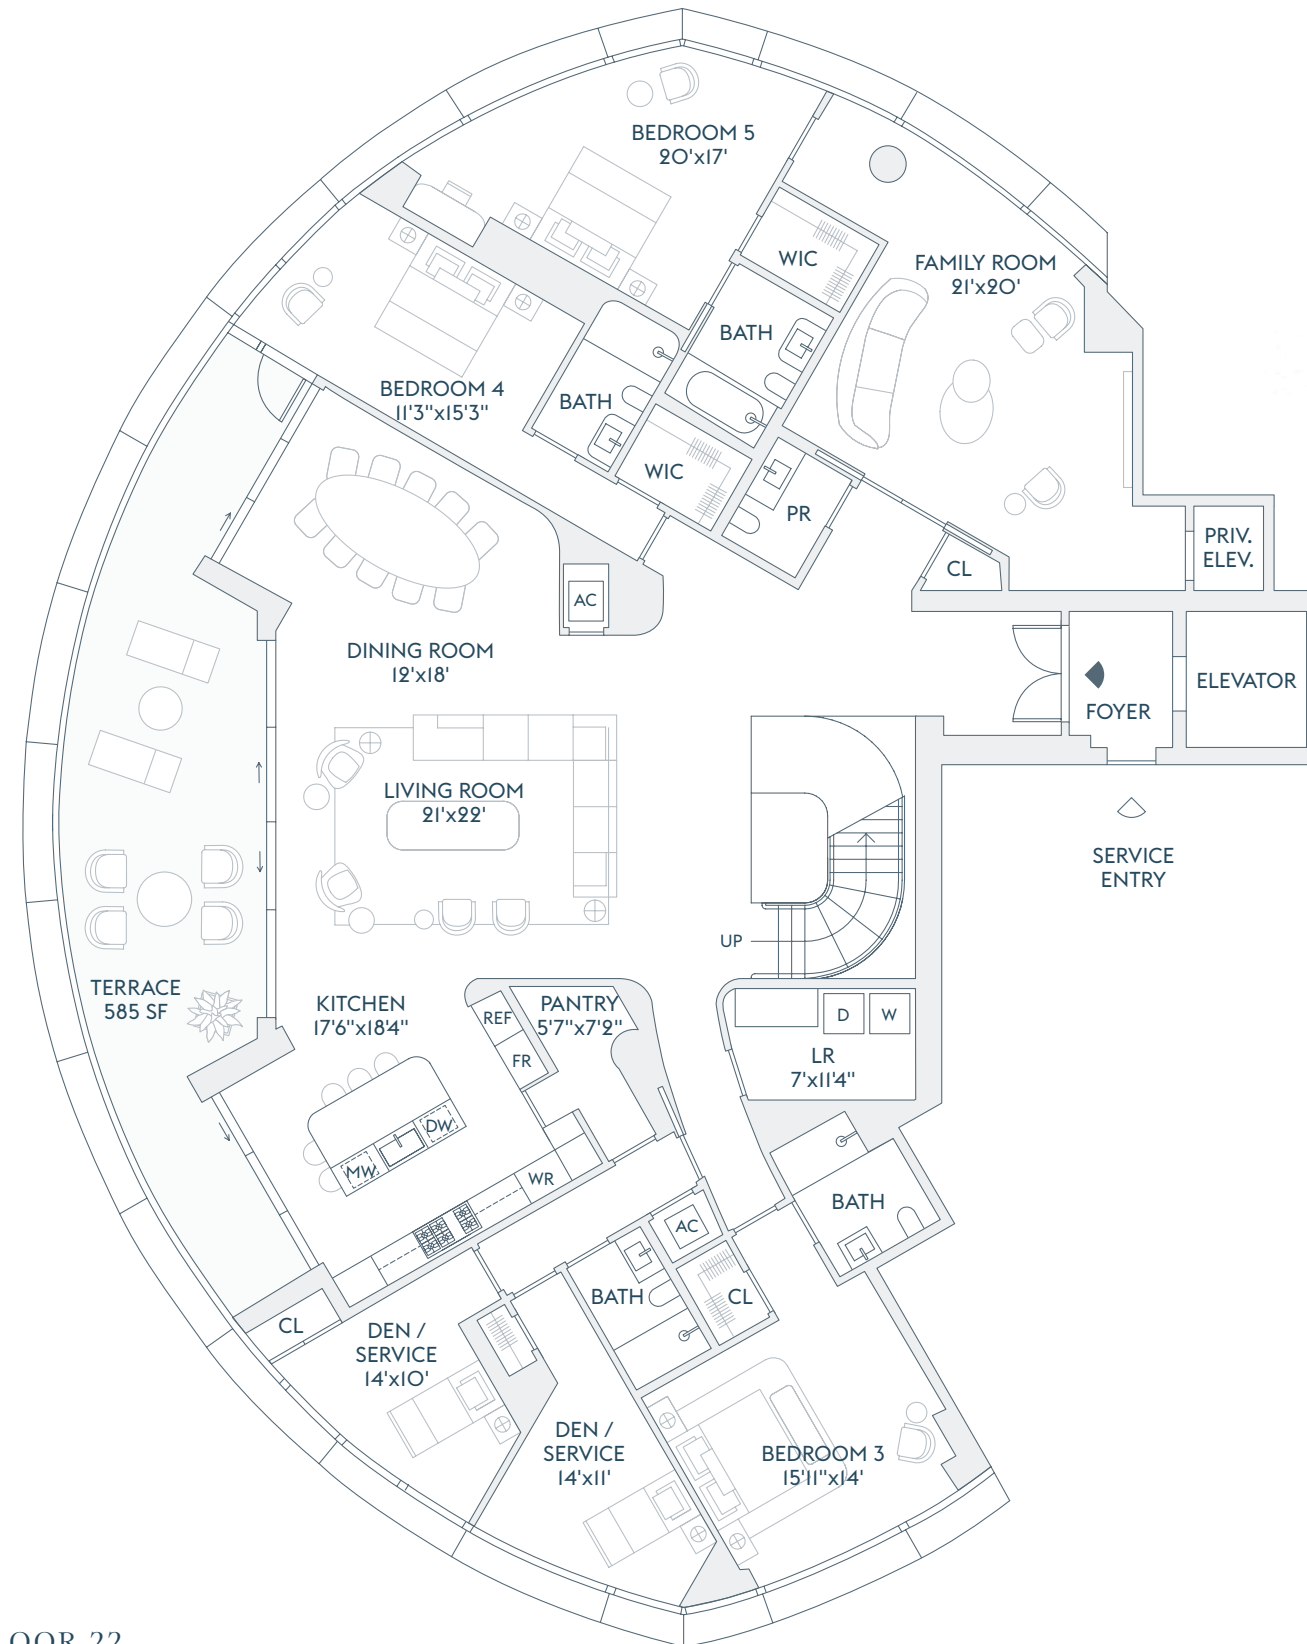 BEDROOM 5
20'x17'
WIC
FAMILY ROOM
21'x20'
BATH
BEDROOM 4
11'3"x15'3"
BATH
WIC
PR
CL
PRIV.
ELEV.
AC
DINING ROOM
12'x18'
FOYER
ELEVATOR
LIVING ROOM
21'x22'
SERVICE
ENTRY
UP
TERRACE
585 SF
KITCHEN
17'6"x18'4"
REF
FR
PANTRY
5'7"x7'2"
D
W
LR
7'x11'4"
DW
MW
WR
BATH
AC
BATH
CL
CL
DEN /
SERVICE
14'x10'
DEN /
SERVICE
14'x11'
BEDROOM 3
15'11"x14'
OOR 22